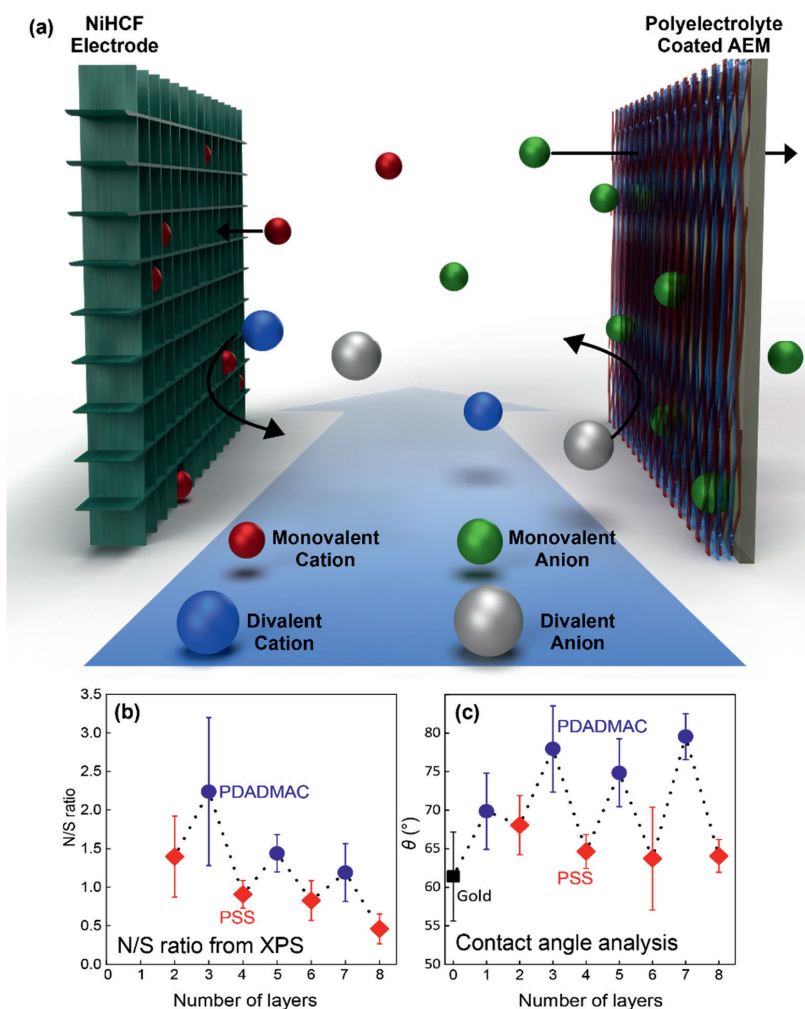 (a)
NiHCF
Electrode
Polyelectrolyte
Coated AEM
Monovalent
Cation
Monovalent
Anion
Divalent
Cation
Divalent
Anion
(b)
3.5
3.0
2.5
2.0
1.5
1.0
0.5
0.0
N/S ratio
PDADMAC
PSS
N/S ratio from XPS
0 1 2 3 4 5 6 7 8
Number of layers
(c)
80
75
70
65
60
55
50
θ (°)
PDADMAC
PSS
Gold
Contact angle analysis
0 1 2 3 4 5 6 7 8
Number of layers